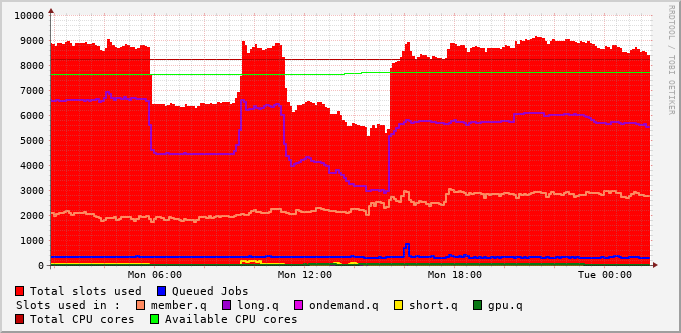 10000
9000
8000
7000
6000
5000
4000
3000
2000
1000
0
Mon 06:00 Mon 12:00 Mon 18:00 Tue 00:00
RRDTOOL / TOBI OETIKER
Total slots used Queued Jobs
Slots used in : member.q long.q ondemand.q short.q gpu.q
Total CPU cores Available CPU cores